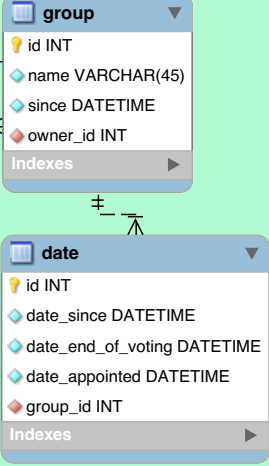 group
id INT
name VARCHAR(45)
since DATETIME
owner_id INT
Indexes
date
id INT
date_since DATETIME
date_end_of_voting DATETIME
date_appointed DATETIME
group_id INT
Indexes